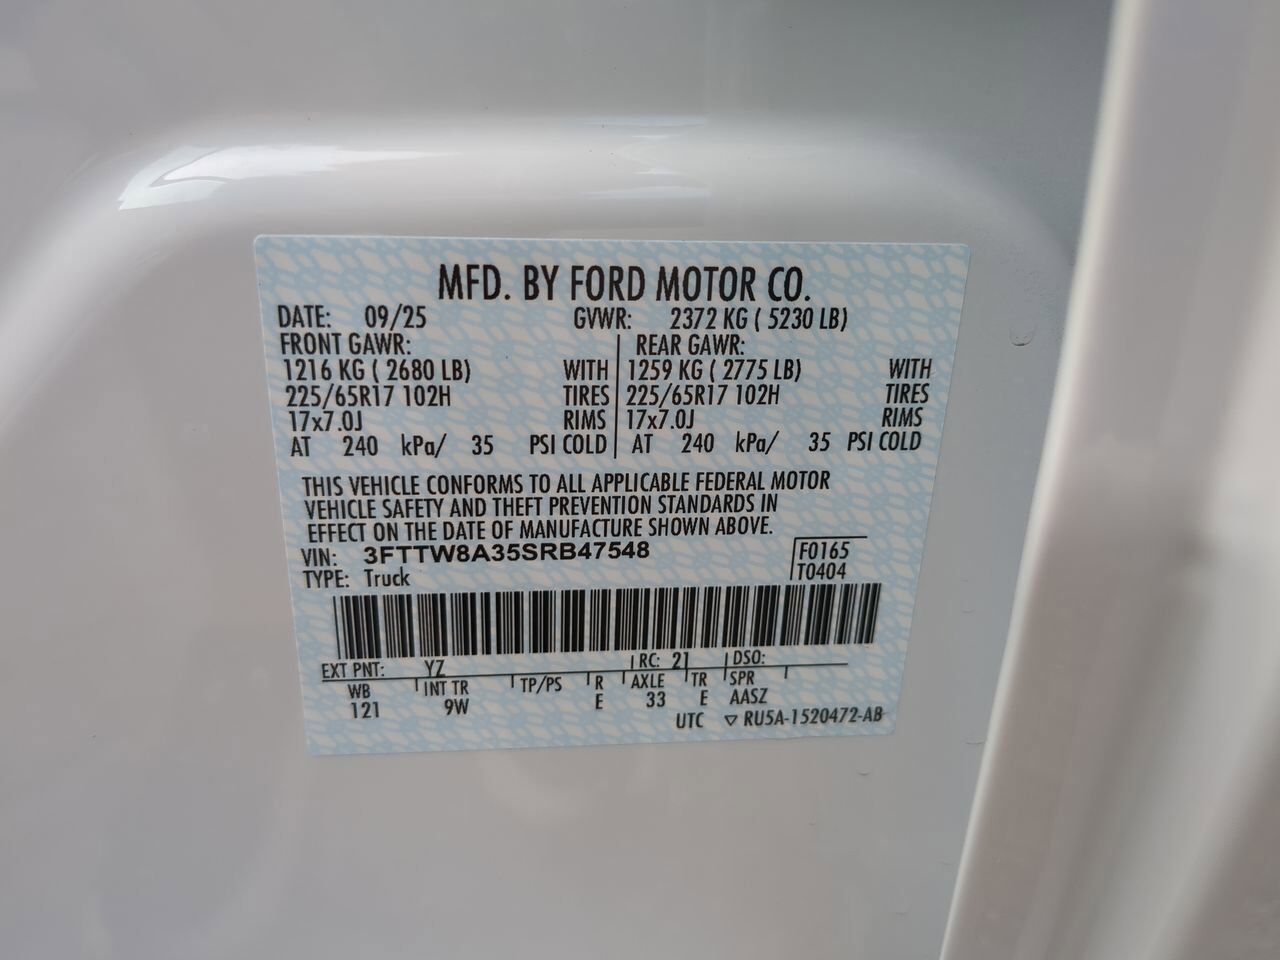 MFD. BY FORD MOTOR CO.
DATE: 09/25 GVWR: 2372 KG ( 5230 LB)
FRONT GAWR: REAR GAWR:
1216 KG ( 2680 LB) WITH 1259 KG ( 2775 LB) WITH
225/65R17 102H TIRES 225/65R17 102H TIRES
17x7.0J RIMS 17x7.0J RIMS
AT 240 kPa/ 35 PSI COLD AT 240 kPa/ 35 PSI COLD
THIS VEHICLE CONFORMS TO ALL APPLICABLE FEDERAL MOTOR
VEHICLE SAFETY AND THEFT PREVENTION STANDARDS IN
EFFECT ON THE DATE OF MANUFACTURE SHOWN ABOVE.
VIN: 3FTTW8A35SRB47548 F0165
TYPE: Truck T0404
EXT PNT: YZ RC: 21 DSO:
WB INT TR TP/PS R AXLE TR SPR
121 9W E 33 E AASZ
UTC ▽ RU5A-1520472-AB